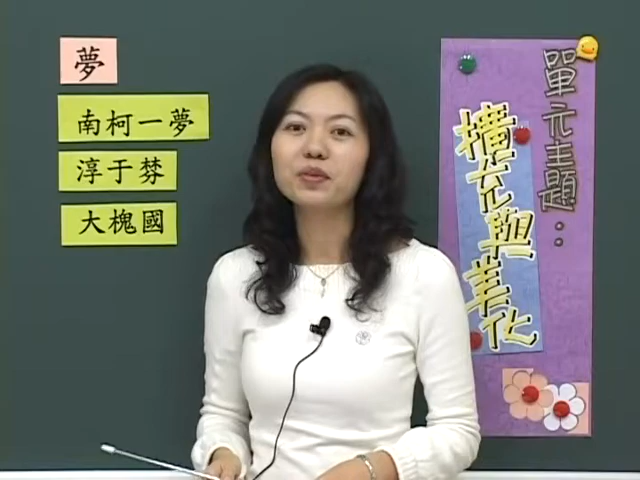 夢
南柯一夢
淳于棼
大槐國
單元主題：
擴充與美化